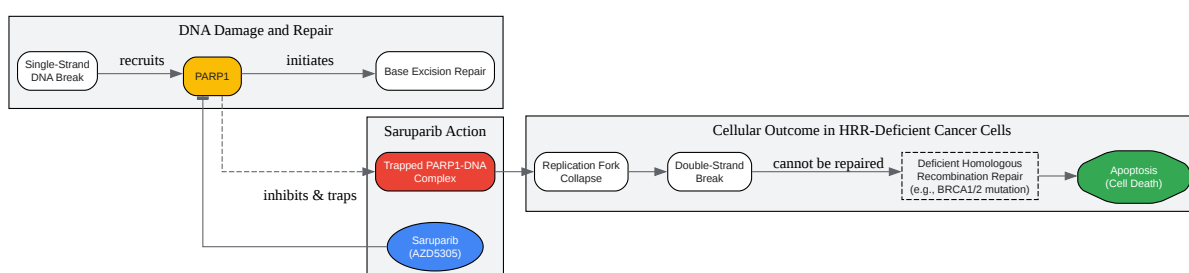 DNA Damage and Repair
Single-Strand
DNA Break
recruits
PARP1
initiates
Base Excision Repair
Saruparib Action
Trapped PARP1-DNA
Complex
inhibits & traps
Saruparib
(AZD5305)
Cellular Outcome in HRR-Deficient Cancer Cells
Replication Fork
Collapse
Double-Strand
Break
cannot be repaired
Deficient Homologous
Recombination Repair
(e.g., BRCA1/2 mutation)
Apoptosis
(Cell Death)